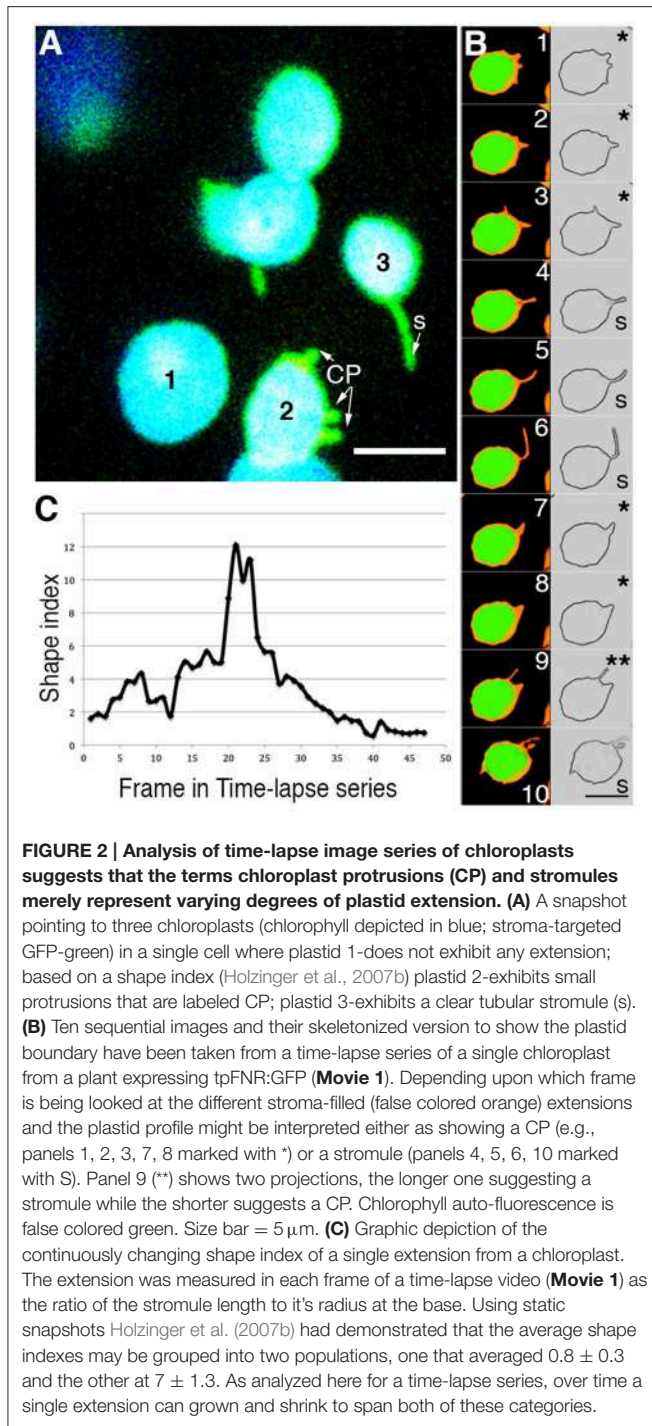 A
3
S
CP
1
2
B
1
*
2
*
3
*
4
S
5
S
6
S
7
*
8
*
9
**
10
S
C
Shape index
12
10
8
6
4
2
0
0 5 10 15 20 25 30 35 40 45 50
Frame in Time-lapse series
FIGURE 2 | Analysis of time-lapse image series of chloroplasts
suggests that the terms chloroplast protrusions (CP) and stromules
merely represent varying degrees of plastid extension. (A) A snapshot
pointing to three chloroplasts (chlorophyll depicted in blue; stroma-targeted
GFP-green) in a single cell where plastid 1-does not exhibit any extension;
based on a shape index (Holzinger et al., 2007b) plastid 2-exhibits small
protrusions that are labeled CP; plastid 3-exhibits a clear tubular stromule (s).
(B) Ten sequential images and their skeletonized version to show the plastid
boundary have been taken from a time-lapse series of a single chloroplast
from a plant expressing tpFNR:GFP (Movie 1). Depending upon which frame
is being looked at the different stroma-filled (false colored orange) extensions
and the plastid profile might be interpreted either as showing a CP (e.g.,
panels 1, 2, 3, 7, 8 marked with *) or a stromule (panels 4, 5, 6, 10 marked
with S). Panel 9 (**) shows two projections, the longer one suggesting a
stromule while the shorter suggests a CP. Chlorophyll auto-fluorescence is
false colored green. Size bar = 5 μm. (C) Graphic depiction of the
continuously changing shape index of a single extension from a chloroplast.
The extension was measured in each frame of a time-lapse video (Movie 1) as
the ratio of the stromule length to it's radius at the base. Using static
snapshots Holzinger et al. (2007b) had demonstrated that the average shape
indexes may be grouped into two populations, one that averaged 0.8 ± 0.3
and the other at 7 ± 1.3. As analyzed here for a time-lapse series, over time a
single extension can grown and shrink to span both of these categories.